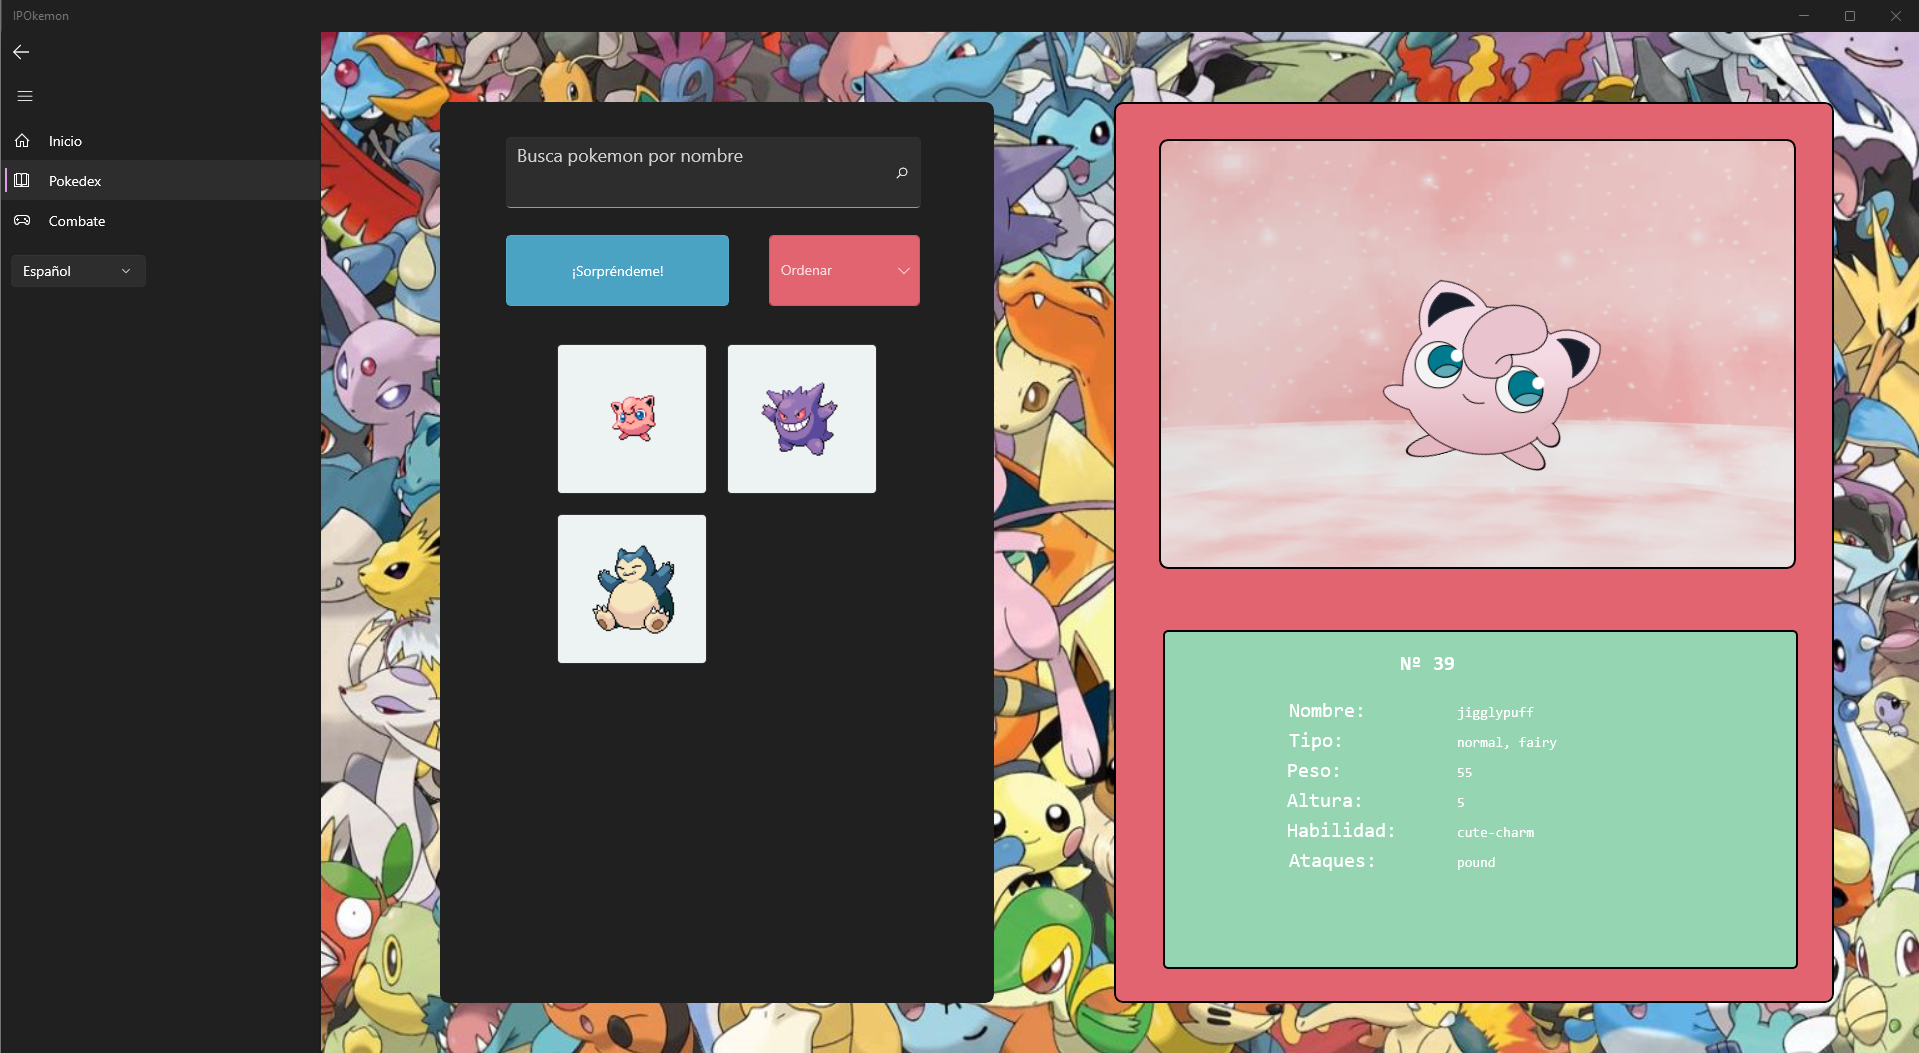 IPOkemon
Inicio
Pokedex
Combate
Español
Busca pokemon por nombre
¡Sorpréndeme!
Ordenar
Nº 39
Nombre: jigglypuff
Tipo: normal, fairy
Peso: 55
Altura: 5
Habilidad: cute-charm
Ataques: pound